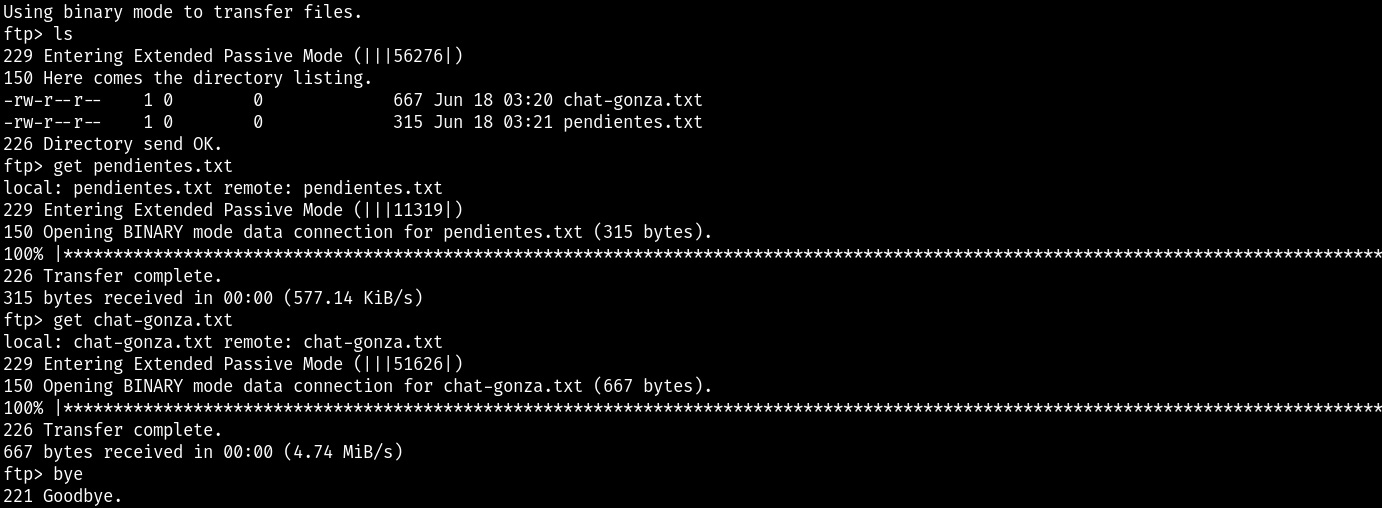 Using binary mode to transfer files.
ftp> ls
229 Entering Extended Passive Mode (|||56276|)
150 Here comes the directory listing.
-rw-r--r--    1 0        0             667 Jun 18 03:20 chat-gonza.txt
-rw-r--r--    1 0        0             315 Jun 18 03:21 pendientes.txt
226 Directory send OK.
ftp> get pendientes.txt
local: pendientes.txt remote: pendientes.txt
229 Entering Extended Passive Mode (|||11319|)
150 Opening BINARY mode data connection for pendientes.txt (315 bytes).
100% |************************************************************************************************************************************
226 Transfer complete.
315 bytes received in 00:00 (577.14 KiB/s)
ftp> get chat-gonza.txt
local: chat-gonza.txt remote: chat-gonza.txt
229 Entering Extended Passive Mode (|||51626|)
150 Opening BINARY mode data connection for chat-gonza.txt (667 bytes).
100% |************************************************************************************************************************************
226 Transfer complete.
667 bytes received in 00:00 (4.74 MiB/s)
ftp> bye
221 Goodbye.